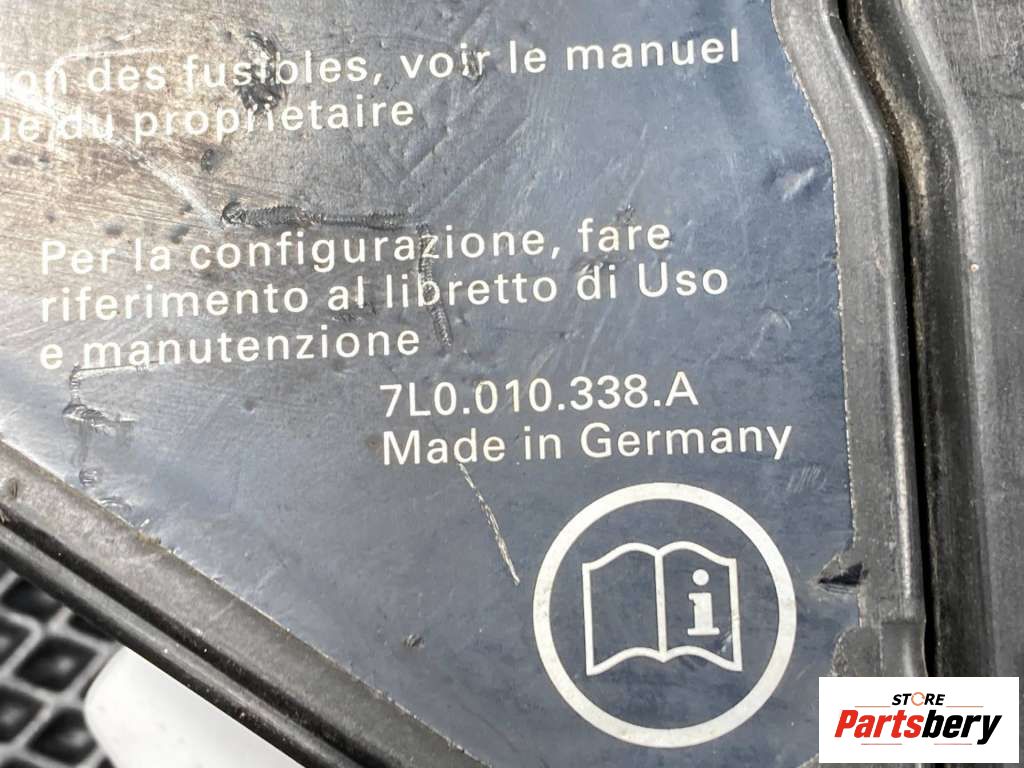 des fusibles, voir le manuel
du propriétaire
Per la configurazione, fare
riferimento al libretto di Uso
e manutenzione
7L0.010.338.A
Made in Germany
i
STORE
Partsbery